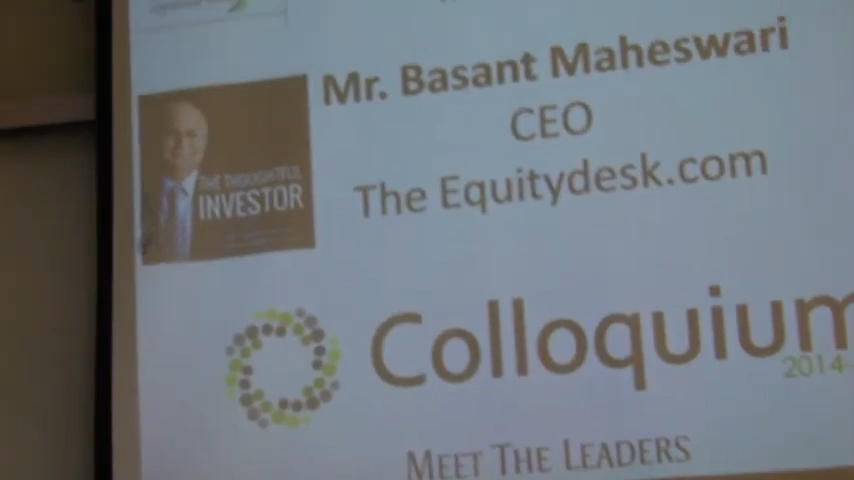 Mr. Basant Maheswari
CEO
The Equitydesk.com
THE THOUGHTFUL
INVESTOR
Colloquium
2014-
MEET THE LEADERS